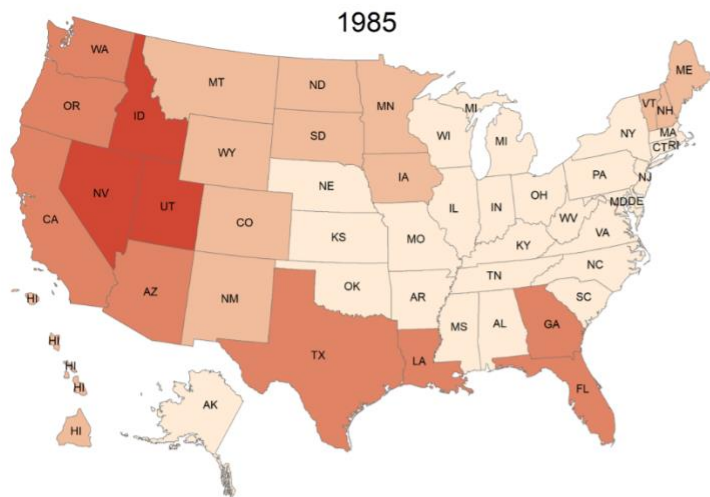 1985
WA
ME
MT
ND
VT
NH
MN
OR
MI
MA
ID
WI
NY
SD
CT
RI
MI
WY
IA
PA
NJ
NE
OH
MD
DE
NV
IL
IN
UT
WV
CO
VA
CA
KS
MO
KY
NC
TN
OK
AZ
NM
AR
SC
HI
MS
AL
GA
HI
TX
LA
HI
FL
HI
AK
HI